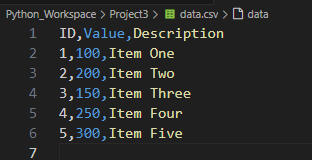 Python_Workspace > Project3 > data.csv > data
1 ID,Value,Description
2 1,100,Item One
3 2,200,Item Two
4 3,150,Item Three
5 4,250,Item Four
6 5,300,Item Five
7